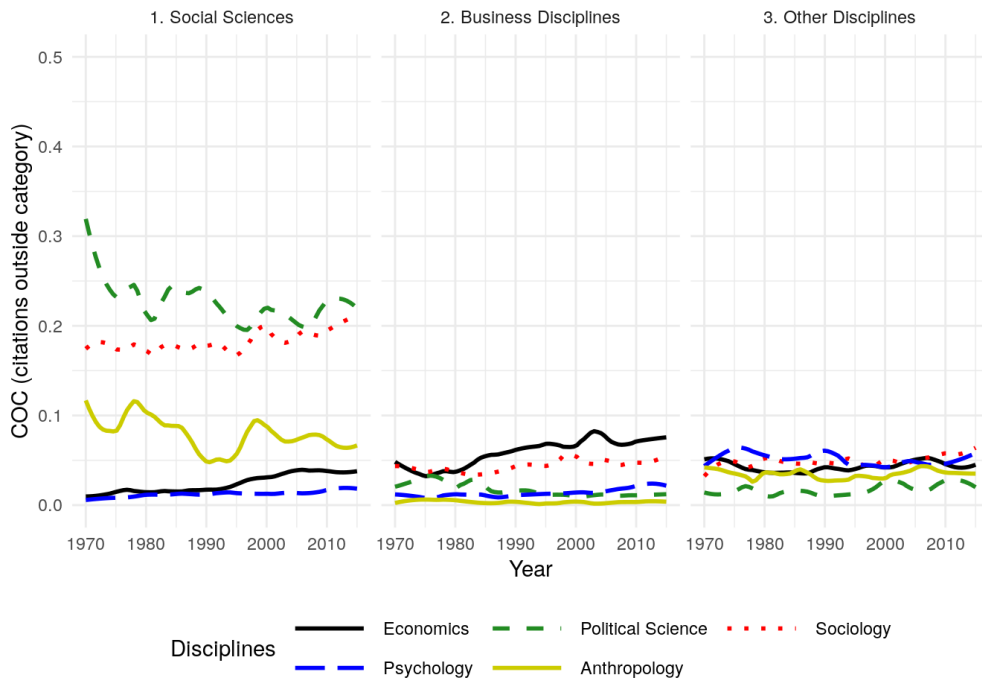 1. Social Sciences
2. Business Disciplines
3. Other Disciplines
COC (citations outside category)
0.5
0.4
0.3
0.2
0.1
0.0
1970 1980 1990 2000 2010
1970 1980 1990 2000 2010
1970 1980 1990 2000 2010
Year
Disciplines
Economics
Political Science
Sociology
Psychology
Anthropology